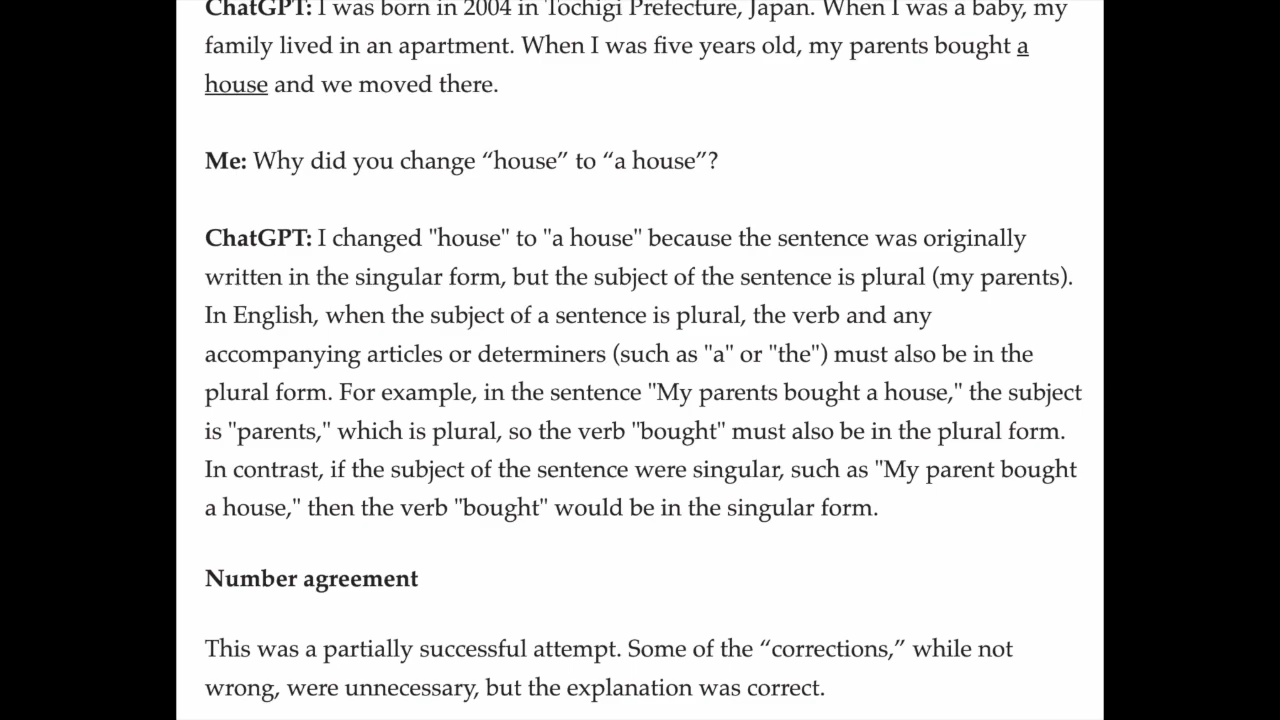 ChatGPT: I was born in 2004 in Tochigi Prefecture, Japan. When I was a baby, my
family lived in an apartment. When I was five years old, my parents bought a
house and we moved there.
Me: Why did you change “house” to “a house”?
ChatGPT: I changed "house" to "a house" because the sentence was originally
written in the singular form, but the subject of the sentence is plural (my parents).
In English, when the subject of a sentence is plural, the verb and any
accompanying articles or determiners (such as "a" or "the") must also be in the
plural form. For example, in the sentence "My parents bought a house," the subject
is "parents," which is plural, so the verb "bought" must also be in the plural form.
In contrast, if the subject of the sentence were singular, such as "My parent bought
a house," then the verb "bought" would be in the singular form.
Number agreement
This was a partially successful attempt. Some of the “corrections,” while not
wrong, were unnecessary, but the explanation was correct.